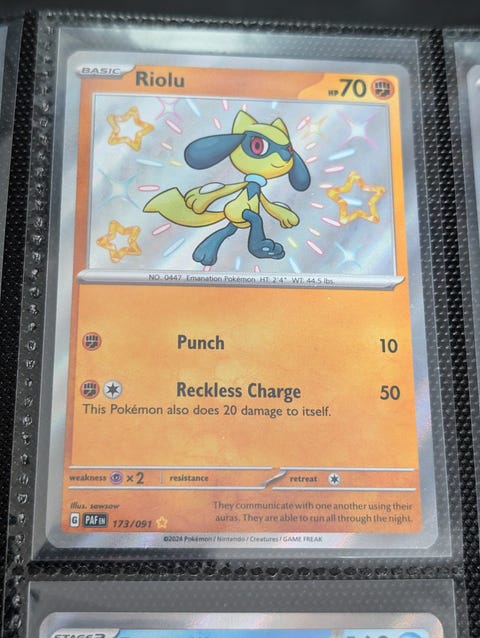 BASIC Riolu HP 70
NO. 0447 Emanation Pokémon HT: 2'4" WT: 44.5 lbs.
Punch 10
Reckless Charge 50
This Pokémon also does 20 damage to itself.
weakness ×2 resistance retreat
Illus. sowsow
They communicate with one another using their
G PAF EN 173/091
auras. They are able to run all through the night.
©2024 Pokémon / Nintendo / Creatures / GAME FREAK